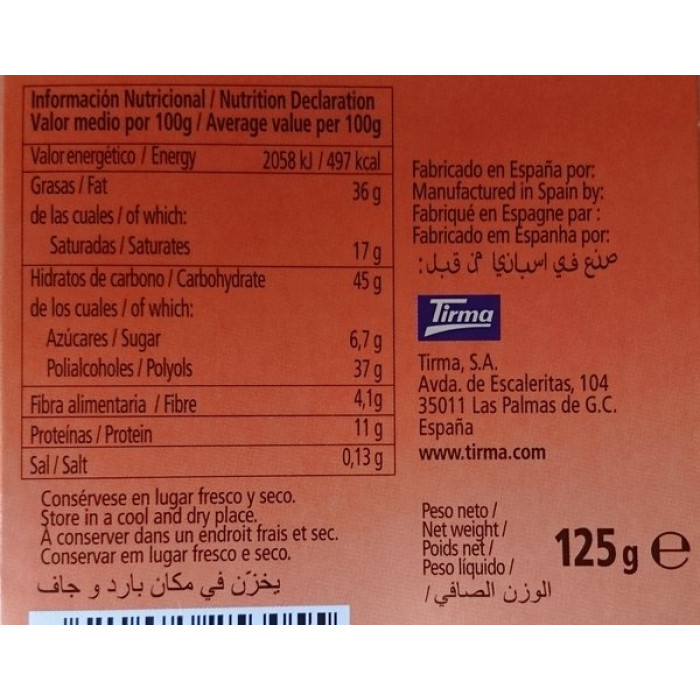 Información Nutricional / Nutrition Declaration
Valor medio por 100g / Average value per 100g
Valor energético / Energy 2058 kJ / 497 kcal
Grasas / Fat 36 g
de las cuales / of which:
Saturadas / Saturates 17 g
Hidratos de carbono / Carbohydrate 45 g
de los cuales / of which:
Azúcares / Sugar 6,7 g
Polialcoholes / Polyols 37 g
Fibra alimentaria / Fibre 4,1g
Proteínas / Protein 11 g
Sal / Salt 0,13 g
Consérvese en lugar fresco y seco.
Store in a cool and dry place.
À conserver dans un endroit frais et sec.
Conservar em lugar fresco e seco.
يخزّن في مكان بارد و جاف
Fabricado en España por:
Manufactured in Spain by:
Fabriqué en Espagne par :
Fabricado em Espanha por:
صنع في اسبانيا من قبل:
Tirma
Tirma, S.A.
Avda. de Escaleritas, 104
35011 Las Palmas de G.C.
España
www.tirma.com
Peso neto /
Net weight /
Poids net /
Peso líquido /
الوزن الصافي /
125 g e